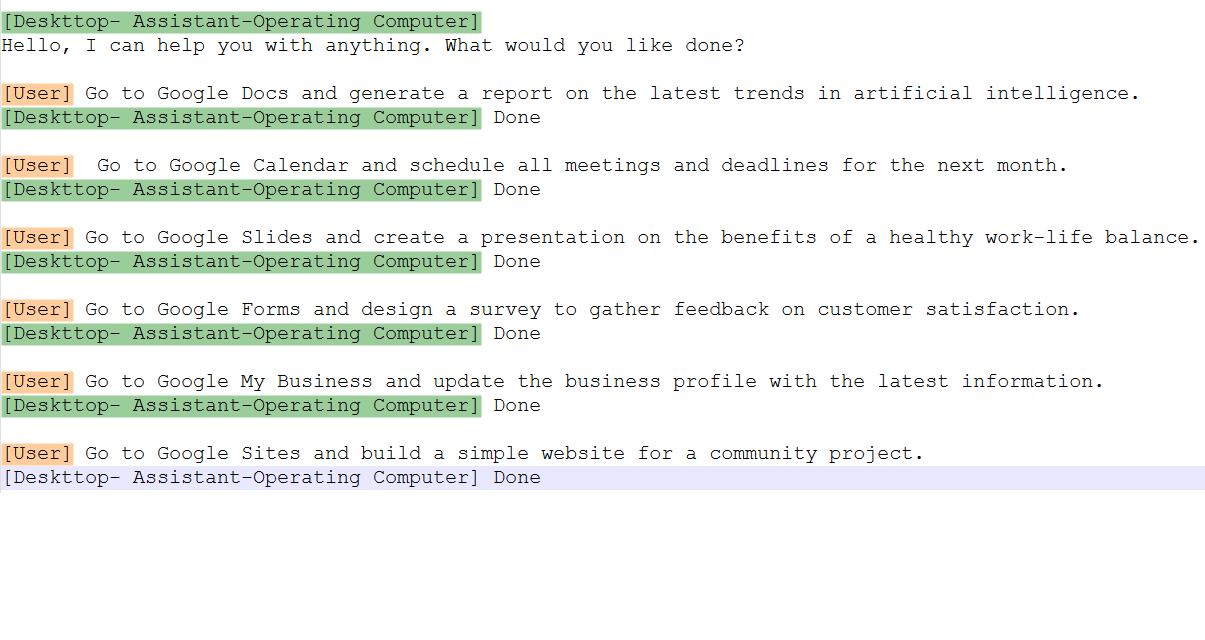 [Deskttop- Assistant-Operating Computer]
Hello, I can help you with anything. What would you like done?
[User] Go to Google Docs and generate a report on the latest trends in artificial intelligence.
[Deskttop- Assistant-Operating Computer] Done
[User]  Go to Google Calendar and schedule all meetings and deadlines for the next month.
[Deskttop- Assistant-Operating Computer] Done
[User] Go to Google Slides and create a presentation on the benefits of a healthy work-life balance.
[Deskttop- Assistant-Operating Computer] Done
[User] Go to Google Forms and design a survey to gather feedback on customer satisfaction.
[Deskttop- Assistant-Operating Computer] Done
[User] Go to Google My Business and update the business profile with the latest information.
[Deskttop- Assistant-Operating Computer] Done
[User] Go to Google Sites and build a simple website for a community project.
[Deskttop- Assistant-Operating Computer] Done